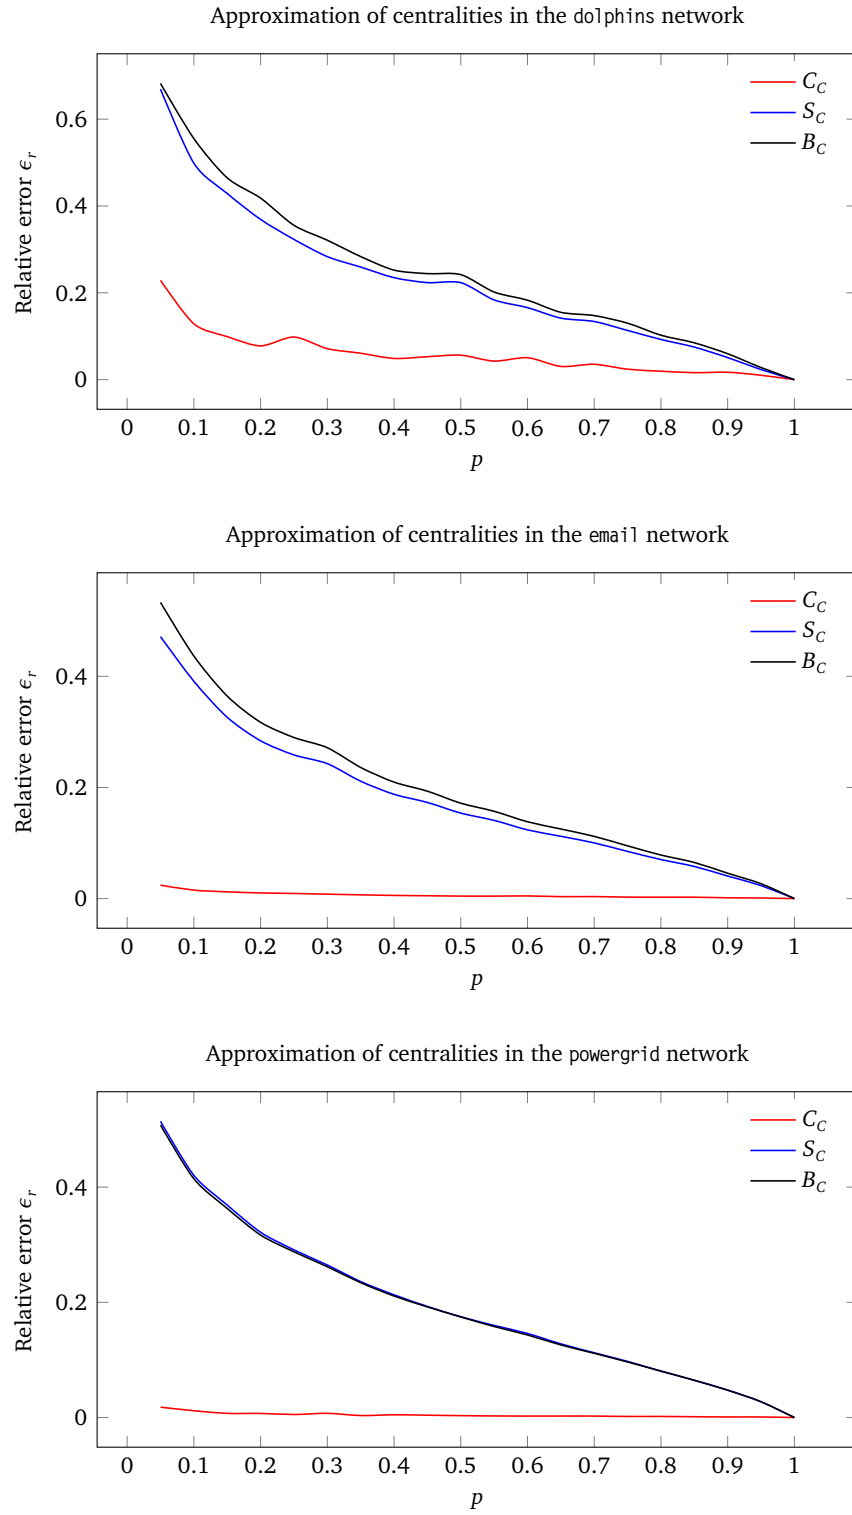 Approximation of centralities in the dolphins network
C_C
S_C
B_C
Relative error ϵ_r
0.6
0.4
0.2
0
0 0.1 0.2 0.3 0.4 0.5 0.6 0.7 0.8 0.9 1
p
Approximation of centralities in the email network
C_C
S_C
B_C
Relative error ϵ_r
0.4
0.2
0
0 0.1 0.2 0.3 0.4 0.5 0.6 0.7 0.8 0.9 1
p
Approximation of centralities in the powergrid network
C_C
S_C
B_C
Relative error ϵ_r
0.4
0.2
0
0 0.1 0.2 0.3 0.4 0.5 0.6 0.7 0.8 0.9 1
p